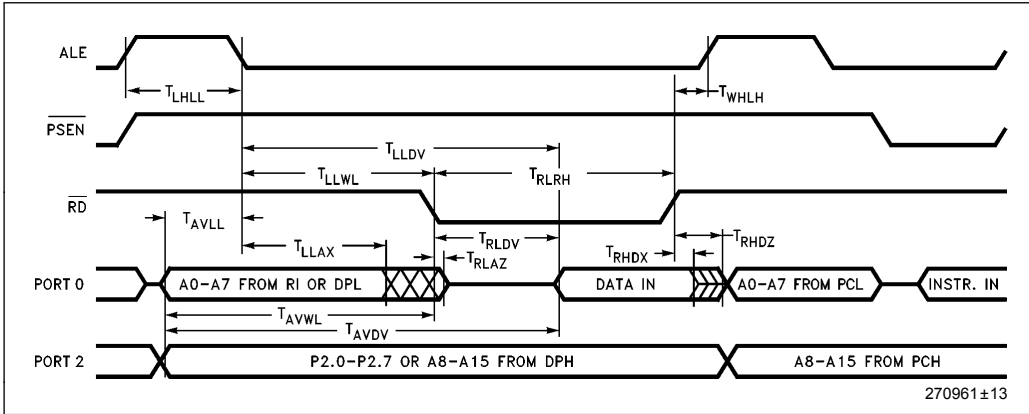 ALE
TLHLL
TWHLH
PSEN
TLLDV
TLLWL
TRLRH
RD
TAVLL
TLLAX
TRLDV
TRLAZ
TRHDX
TRHDZ
PORT 0
A0-A7 FROM RI OR DPL
DATA IN
A0-A7 FROM PCL
INSTR. IN
TAVWL
TAVDV
PORT 2
P2.0-P2.7 OR A8-A15 FROM DPH
A8-A15 FROM PCH
270961±13